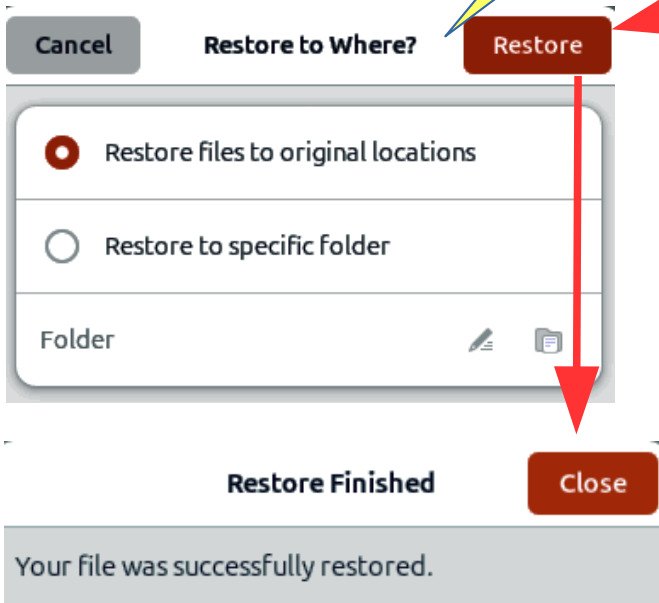 Cancel Restore to Where? Restore
Restore files to original locations
Restore to specific folder
Folder
Restore Finished Close
Your file was successfully restored.